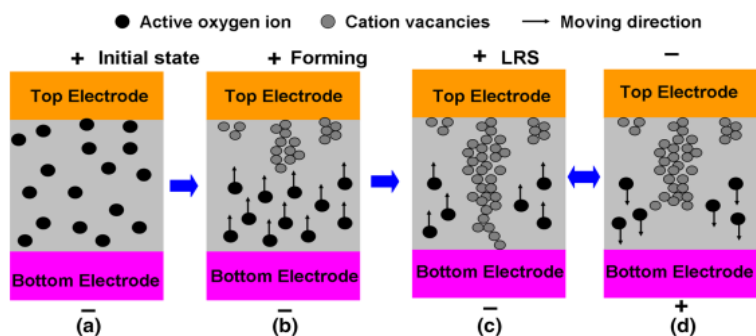 Active oxygen ion Cation vacancies Moving direction
+ Initial state + Forming + LRS −
Top Electrode Top Electrode Top Electrode Top Electrode
Bottom Electrode Bottom Electrode Bottom Electrode Bottom Electrode
− − − +
(a) (b) (c) (d)